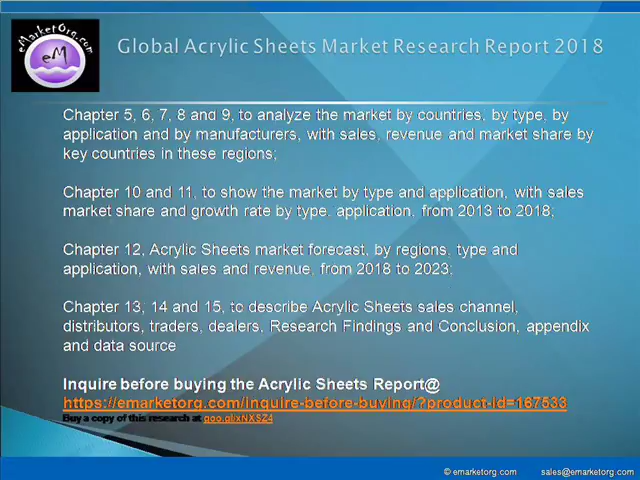 eMarketOrg.com
eM
Global Acrylic Sheets Market Research Report 2018
Chapter 5, 6, 7, 8 and 9, to analyze the market by countries, by type, by
application and by manufacturers, with sales, revenue and market share by
key countries in these regions;
Chapter 10 and 11, to show the market by type and application, with sales
market share and growth rate by type, application, from 2013 to 2018;
Chapter 12, Acrylic Sheets market forecast, by regions, type and
application, with sales and revenue, from 2018 to 2023;
Chapter 13, 14 and 15, to describe Acrylic Sheets sales channel,
distributors, traders, dealers, Research Findings and Conclusion, appendix
and data source
Inquire before buying the Acrylic Sheets Report@
https://emarketorg.com/inquire-before-buying/?product-id=167533
Buy a copy of this research at goo.gl/xNXSZ4
© emarketorg.com sales@emarketorg.com